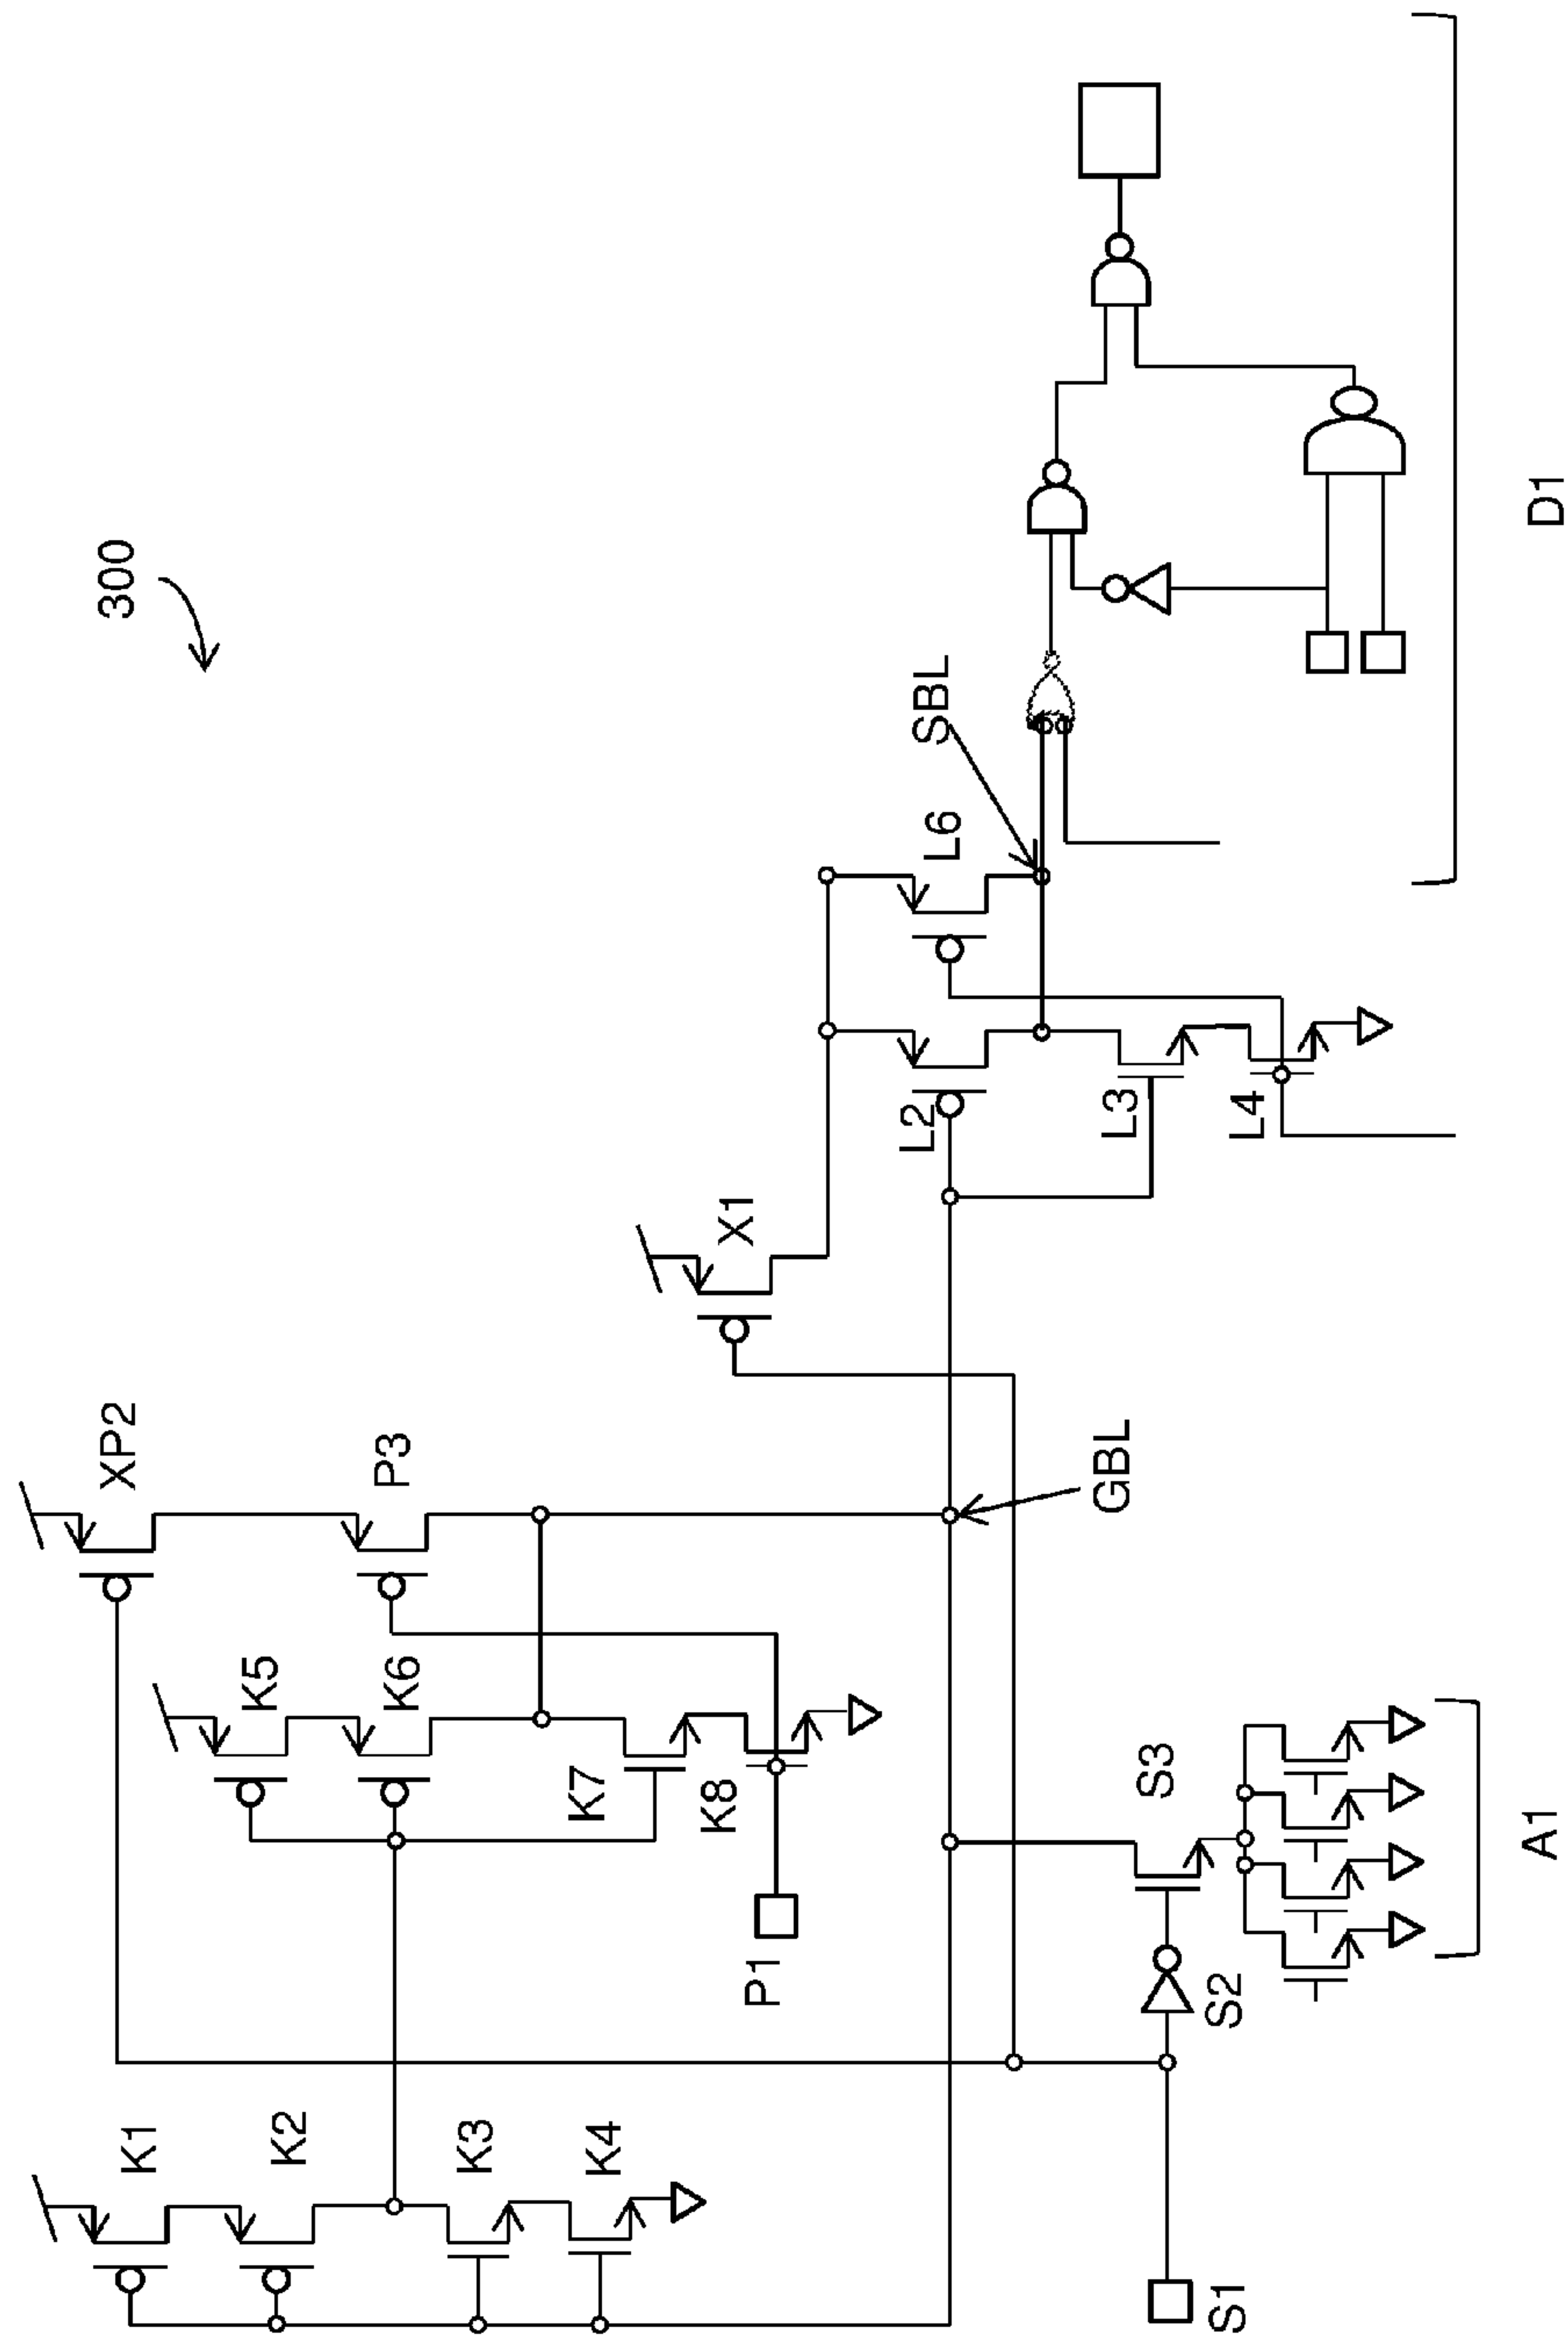 300
XP2
P3
K5
K6
K7
K8
P1
K1
K2
K3
K4
X1
L6
SBL
L2
L3
L4
GBL
S3
S2
S1
A1
D1